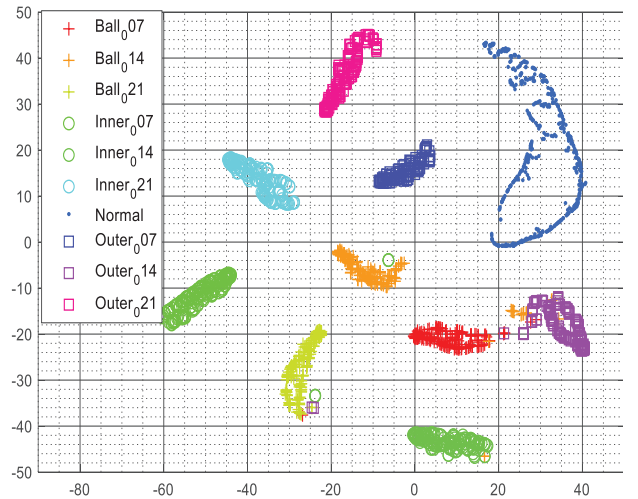 50
40
30
20
10
0
-10
-20
-30
-40
-50
-80
-60
-40
-20
0
20
40
Ball₀07
Ball₀14
Ball₀21
Inner₀07
Inner₀14
Inner₀21
Normal
Outer₀07
Outer₀14
Outer₀21